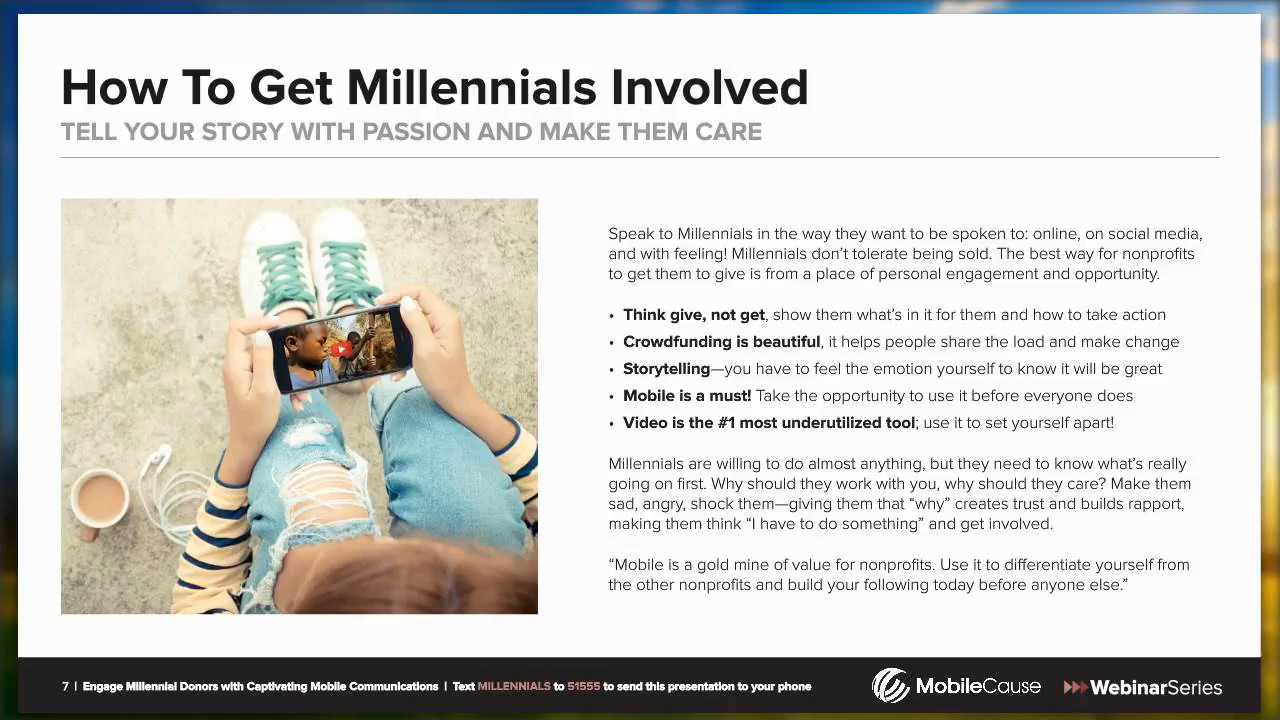 How To Get Millennials Involved
TELL YOUR STORY WITH PASSION AND MAKE THEM CARE
Speak to Millennials in the way they want to be spoken to: online, on social media,
and with feeling! Millennials don’t tolerate being sold. The best way for nonprofits
to get them to give is from a place of personal engagement and opportunity.
• Think give, not get, show them what’s in it for them and how to take action
• Crowdfunding is beautiful, it helps people share the load and make change
• Storytelling—you have to feel the emotion yourself to know it will be great
• Mobile is a must! Take the opportunity to use it before everyone does
• Video is the #1 most underutilized tool; use it to set yourself apart!
Millennials are willing to do almost anything, but they need to know what’s really
going on first. Why should they work with you, why should they care? Make them
sad, angry, shock them—giving them that “why” creates trust and builds rapport,
making them think “I have to do something” and get involved.
“Mobile is a gold mine of value for nonprofits. Use it to differentiate yourself from
the other nonprofits and build your following today before anyone else.”
7 | Engage Millennial Donors with Captivating Mobile Communications | Text MILLENNIALS to 51555 to send this presentation to your phone
MobileCause
WebinarSeries